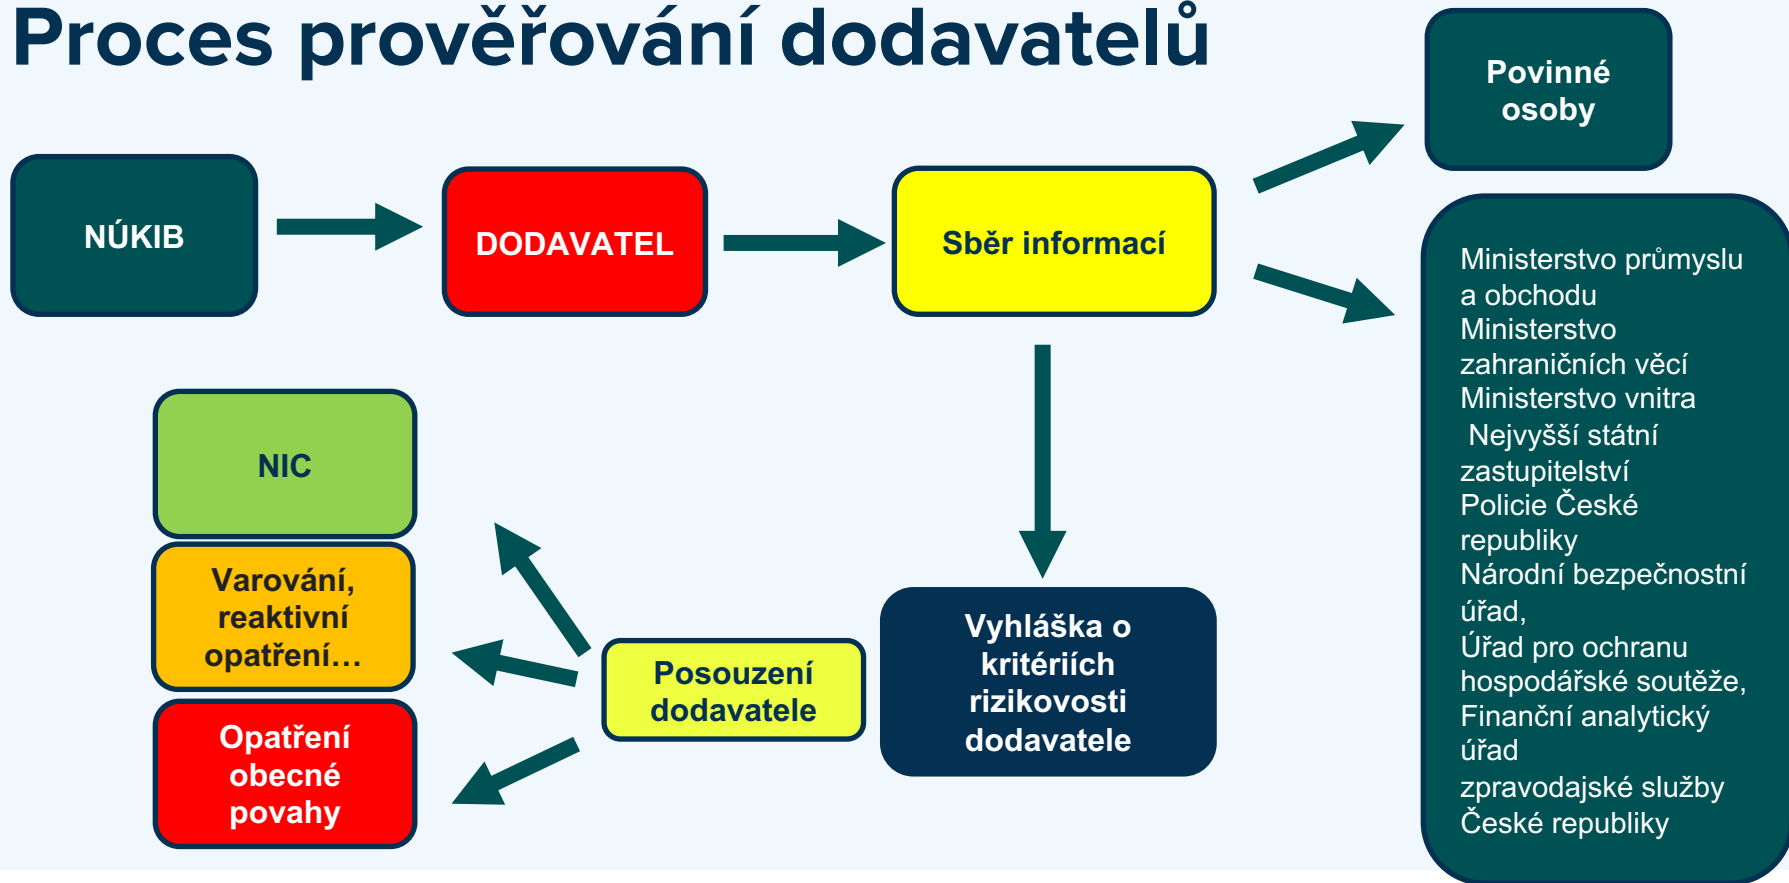 Proces prověřování dodavatelů
NÚKIB
DODAVATEL
Sběr informací
Povinné
osoby
Ministerstvo průmyslu
a obchodu
Ministerstvo
zahraničních věcí
Ministerstvo vnitra
Nejvyšší státní
zastupitelství
Policie České
republiky
Národní bezpečnostní
úřad,
Úřad pro ochranu
hospodářské soutěže,
Finanční analytický
úřad
zpravodajské služby
České republiky
Vyhláška o
kritériích
rizikovosti
dodavatele
Posouzení
dodavatele
NIC
Varování,
reaktivní
opatření…
Opatření
obecné
povahy